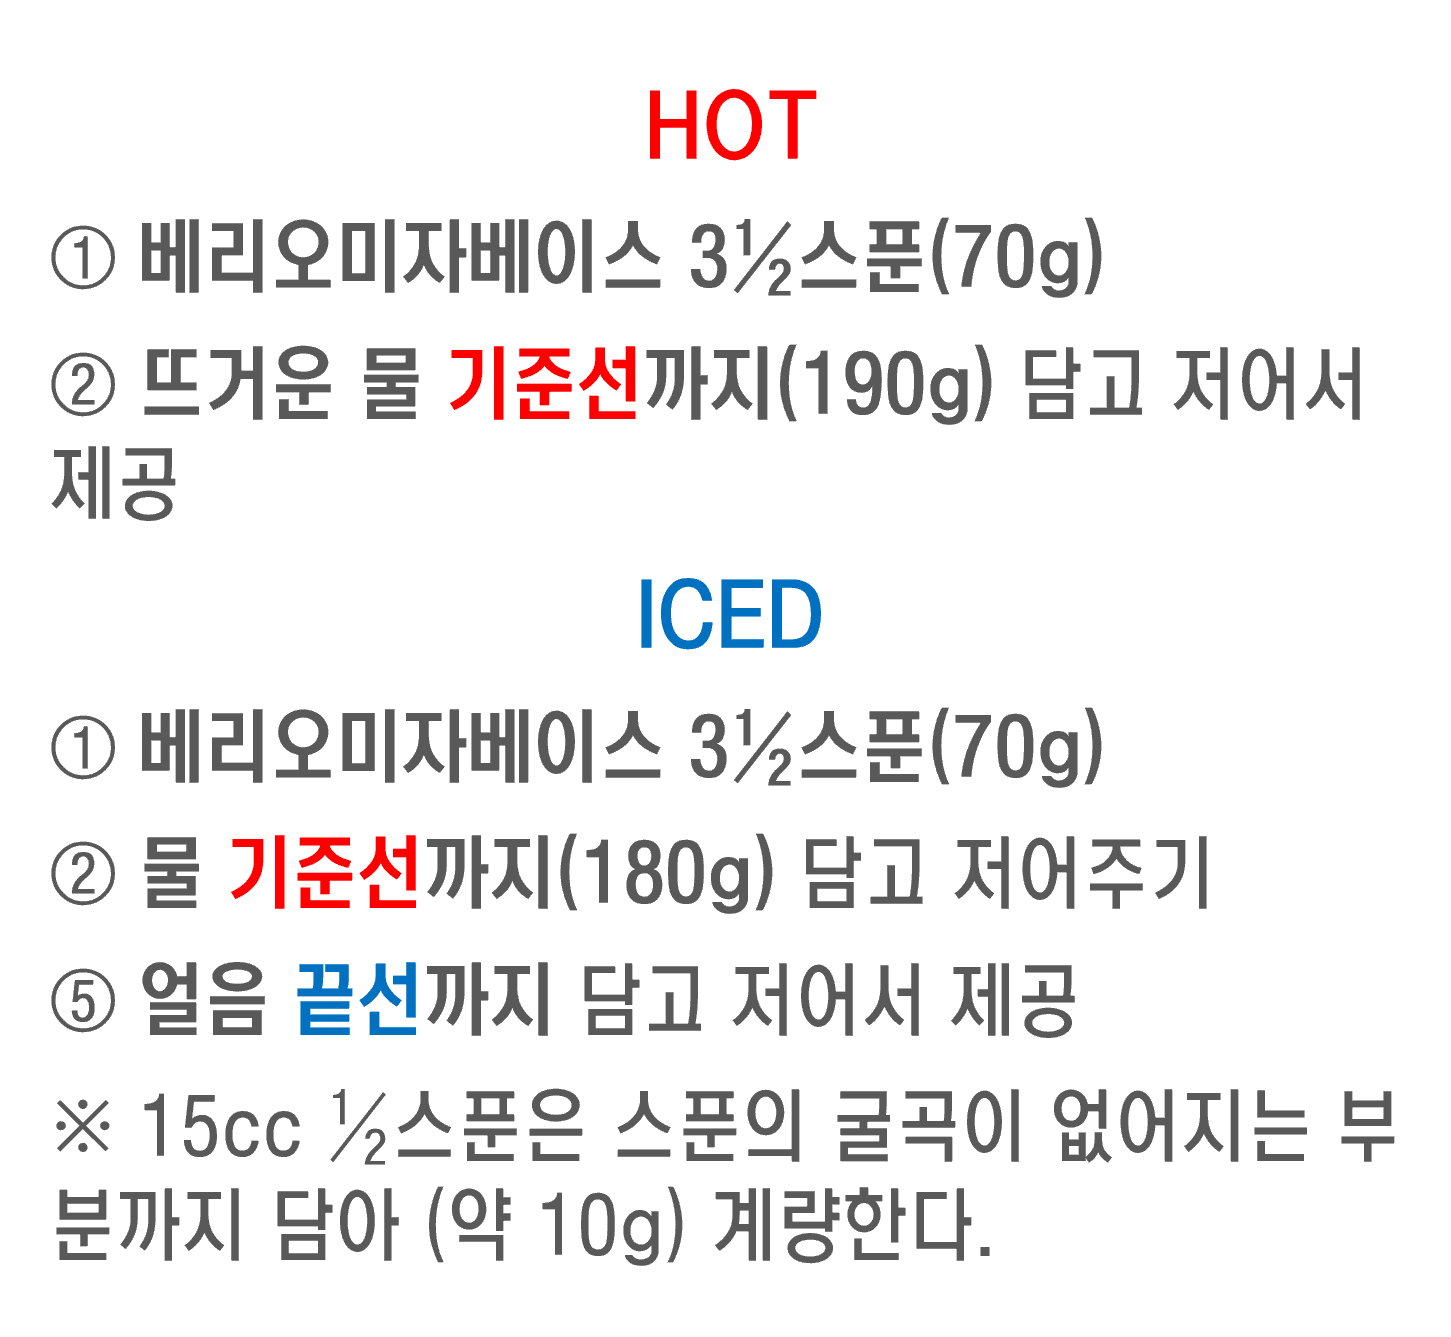 HOT
① 베리오미자베이스 3½스푼(70g)
② 뜨거운 물 기준선까지(190g) 담고 저어서
제공
ICED
① 베리오미자베이스 3½스푼(70g)
② 물 기준선까지(180g) 담고 저어주기
⑤ 얼음 끝선까지 담고 저어서 제공
※ 15cc ½스푼은 스푼의 굴곡이 없어지는 부
분까지 담아 (약 10g) 계량한다.